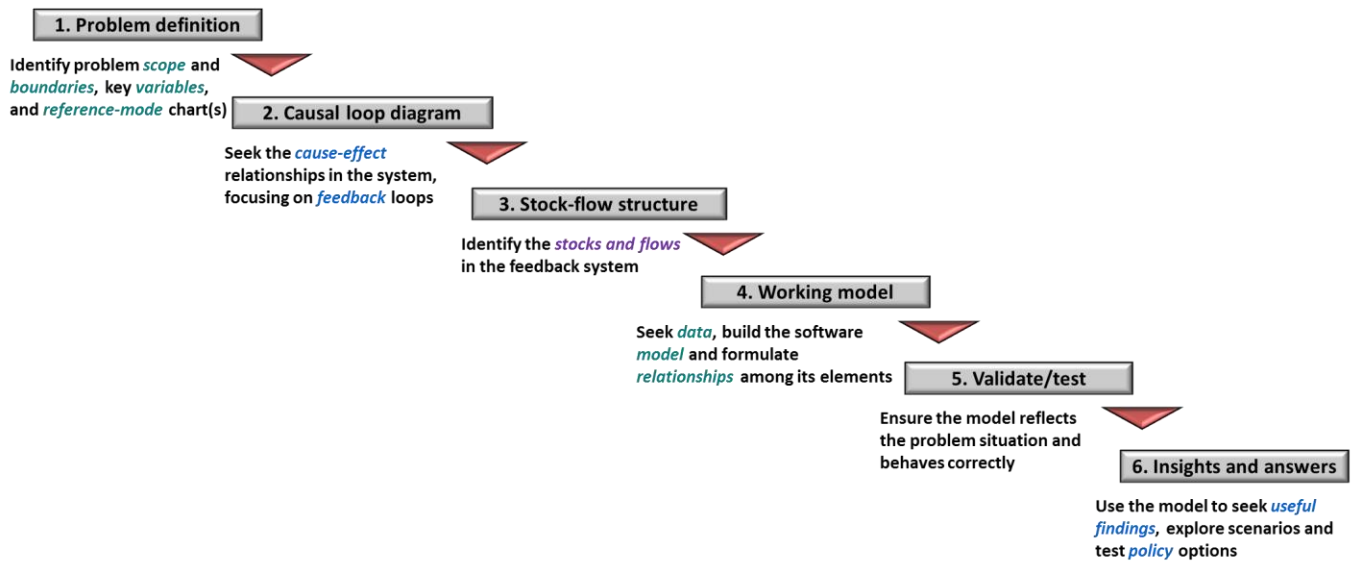 1. Problem definition
Identify problem scope and
boundaries, key variables,
and reference-mode chart(s)
2. Causal loop diagram
Seek the cause-effect
relationships in the system,
focusing on feedback loops
3. Stock-flow structure
Identify the stocks and flows
in the feedback system
4. Working model
Seek data, build the software
model and formulate
relationships among its elements
5. Validate/test
Ensure the model reflects
the problem situation and
behaves correctly
6. Insights and answers
Use the model to seek useful
findings, explore scenarios and
test policy options